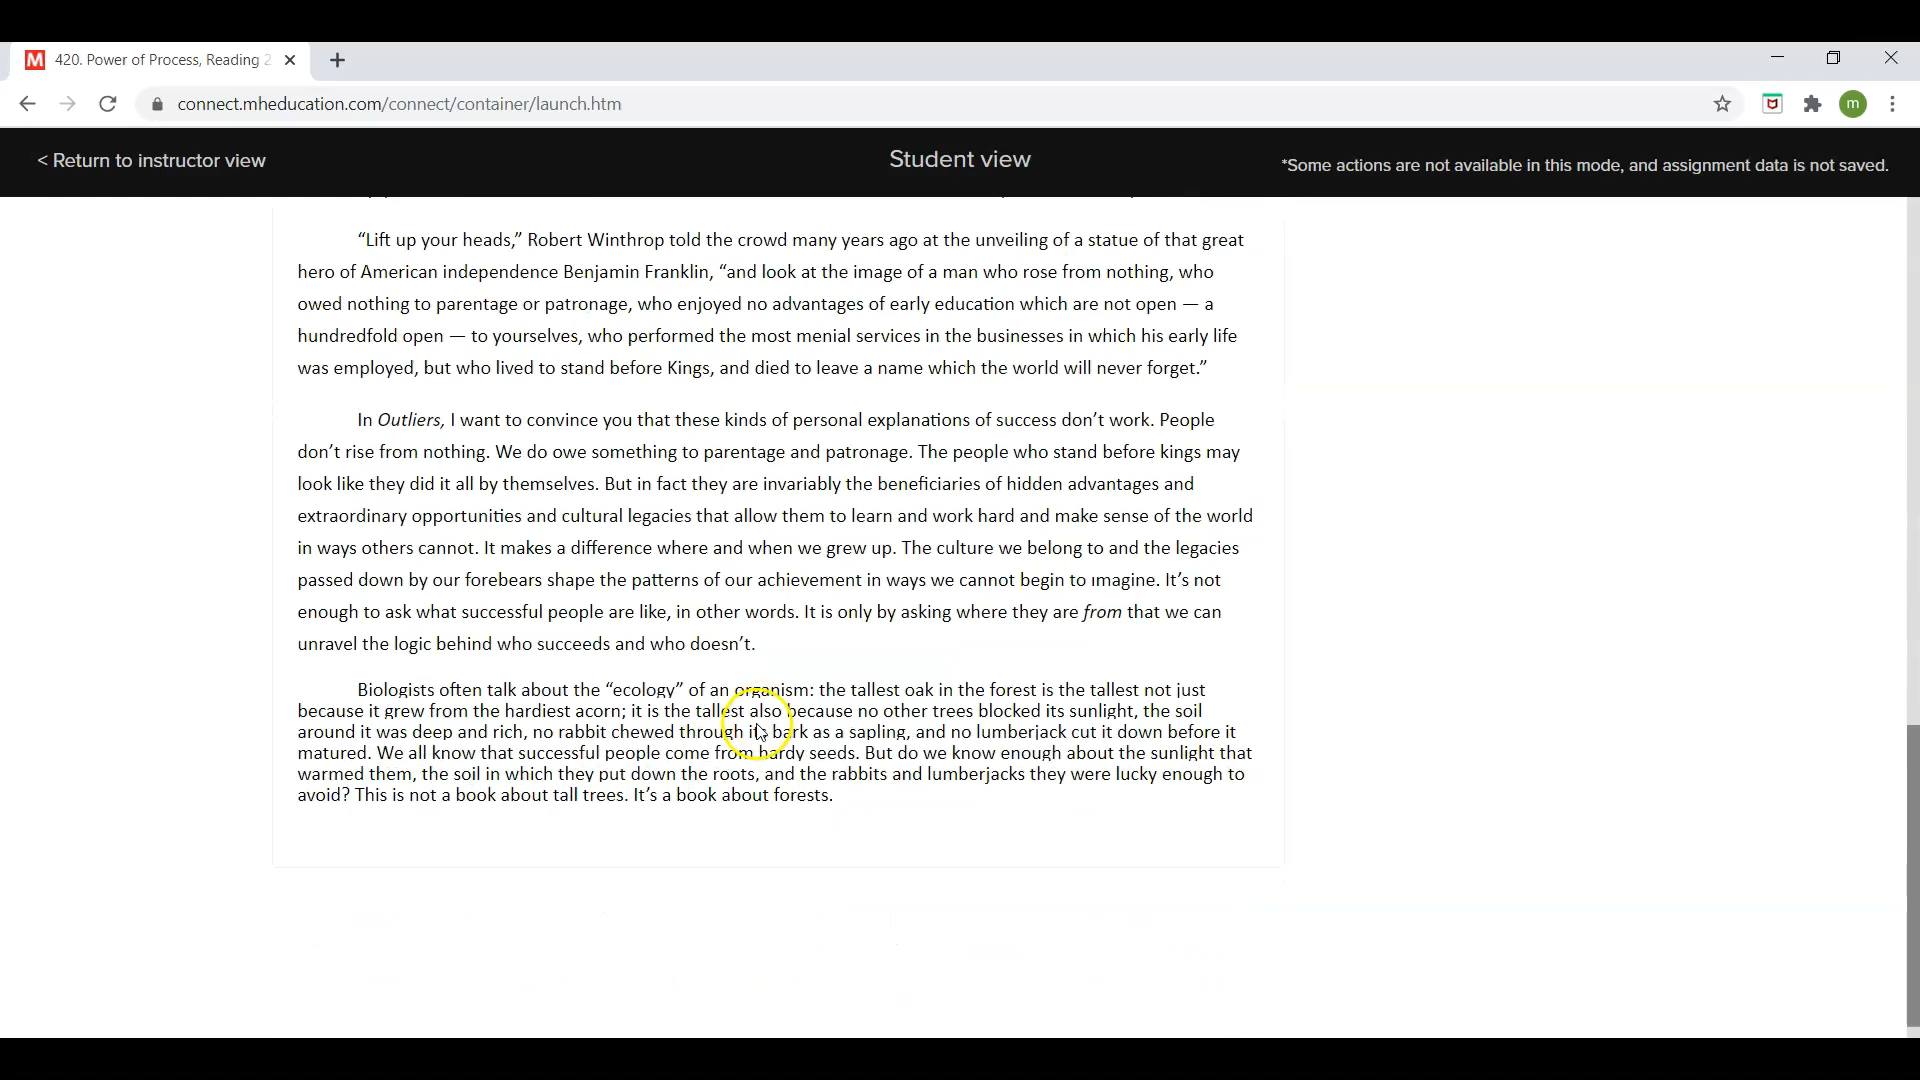 420. Power of Process, Reading 2
connect.mheducation.com/connect/container/launch.htm
m
< Return to instructor view
Student view
*Some actions are not available in this mode, and assignment data is not saved.
“Lift up your heads,” Robert Winthrop told the crowd many years ago at the unveiling of a statue of that great
hero of American independence Benjamin Franklin, “and look at the image of a man who rose from nothing, who
owed nothing to parentage or patronage, who enjoyed no advantages of early education which are not open — a
hundredfold open — to yourselves, who performed the most menial services in the businesses in which his early life
was employed, but who lived to stand before Kings, and died to leave a name which the world will never forget.”
In Outliers, I want to convince you that these kinds of personal explanations of success don’t work. People
don’t rise from nothing. We do owe something to parentage and patronage. The people who stand before kings may
look like they did it all by themselves. But in fact they are invariably the beneficiaries of hidden advantages and
extraordinary opportunities and cultural legacies that allow them to learn and work hard and make sense of the world
in ways others cannot. It makes a difference where and when we grew up. The culture we belong to and the legacies
passed down by our forebears shape the patterns of our achievement in ways we cannot begin to imagine. It’s not
enough to ask what successful people are like, in other words. It is only by asking where they are from that we can
unravel the logic behind who succeeds and who doesn’t.
Biologists often talk about the “ecology” of an organism: the tallest oak in the forest is the tallest not just
because it grew from the hardiest acorn; it is the tallest also because no other trees blocked its sunlight, the soil
around it was deep and rich, no rabbit chewed through its bark as a sapling, and no lumberjack cut it down before it
matured. We all know that successful people come from hardy seeds. But do we know enough about the sunlight that
warmed them, the soil in which they put down the roots, and the rabbits and lumberjacks they were lucky enough to
avoid? This is not a book about tall trees. It’s a book about forests.